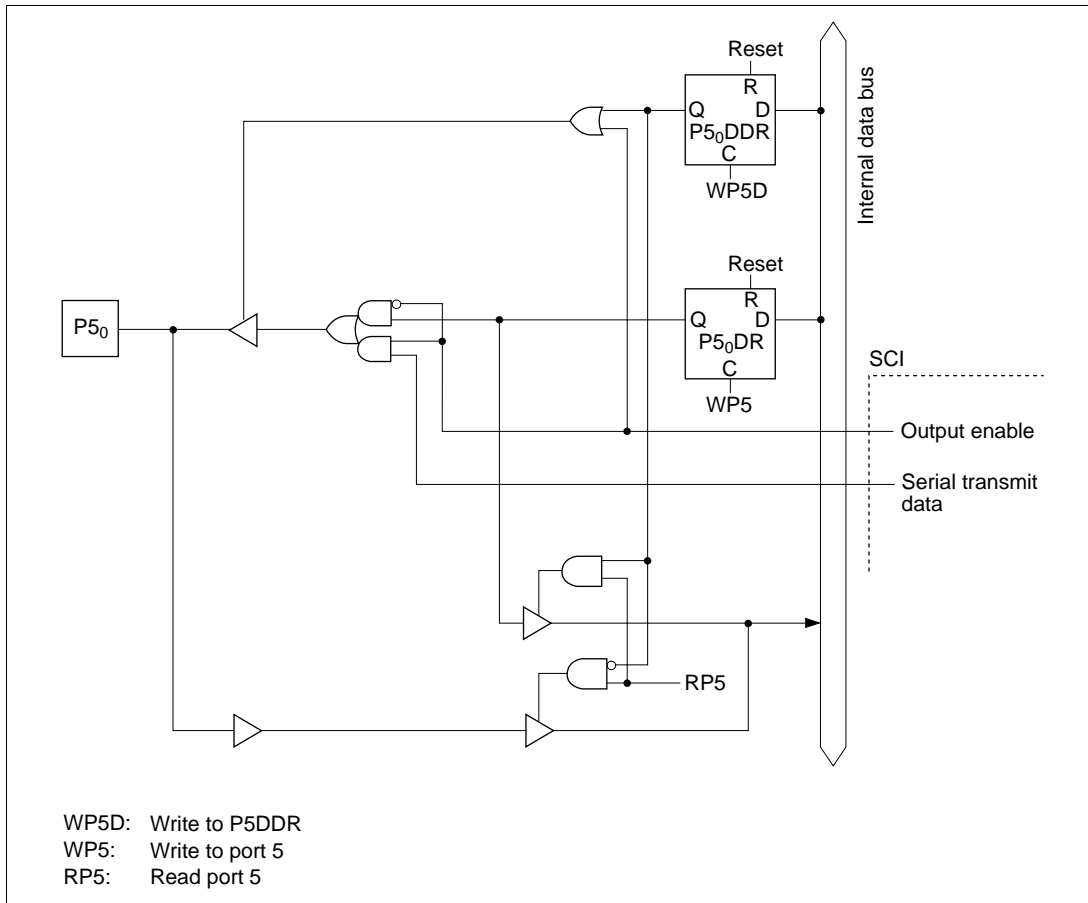 Reset
R
Q D
P5₀DDR
C
WP5D
Internal data bus
Reset
R
Q D
P5₀DR
C
WP5
P5₀
SCI
Output enable
Serial transmit
data
RP5
WP5D: Write to P5DDR
WP5: Write to port 5
RP5: Read port 5